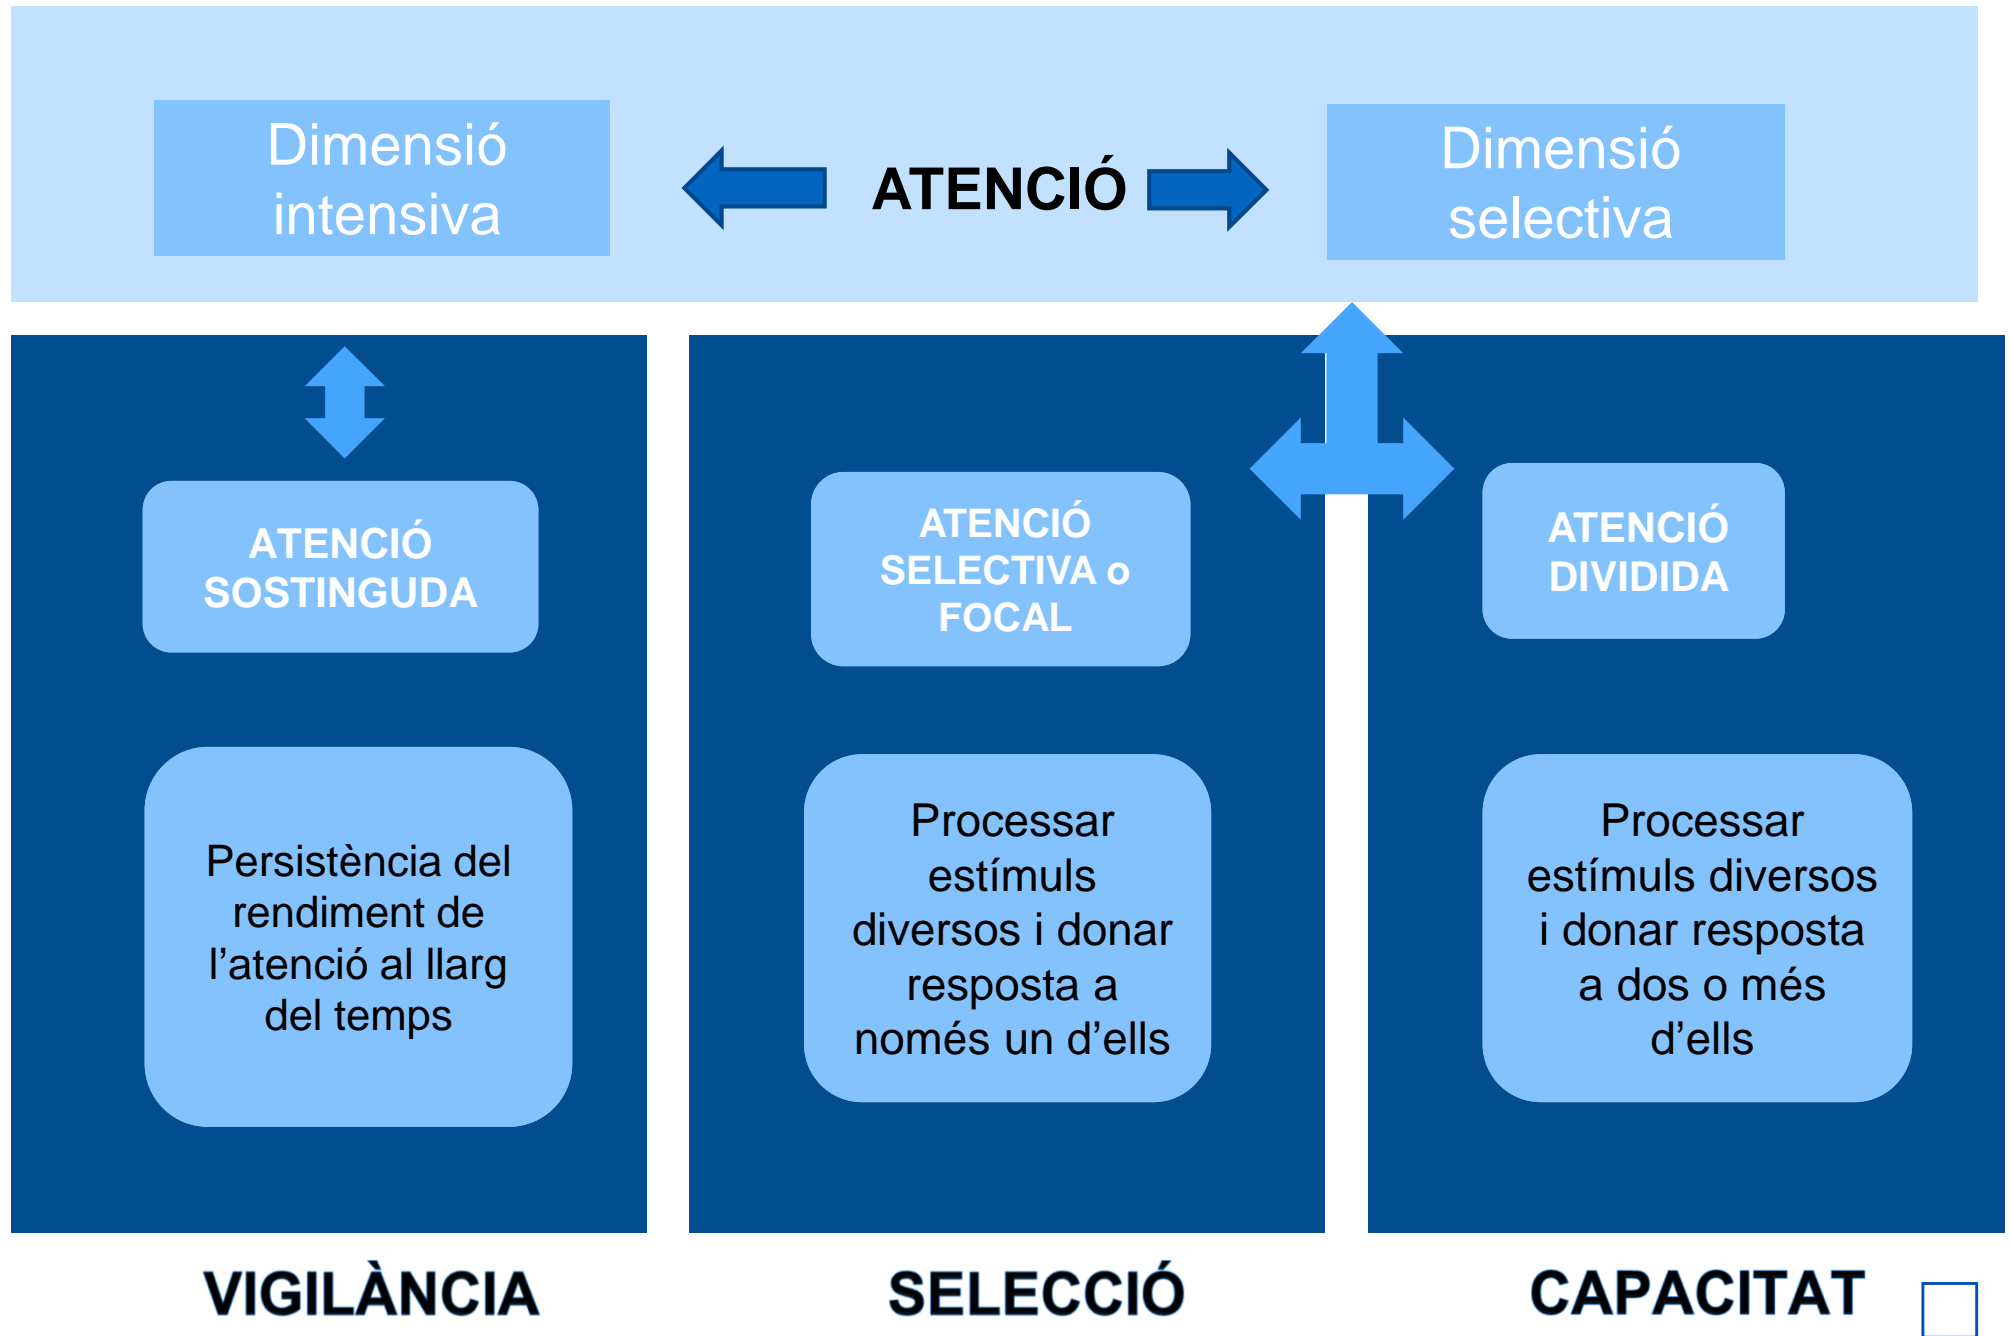 Dimensió
intensiva
ATENCIÓ
Dimensió
selectiva
ATENCIÓ
SOSTINGUDA
ATENCIÓ
SELECTIVA o
FOCAL
ATENCIÓ
DIVIDIDA
Persistència del
rendiment de
l’atenció al llarg
del temps
Processar
estímuls
diversos i donar
resposta a
només un d’ells
Processar
estímuls diversos
i donar resposta
a dos o més
d’ells
VIGILÀNCIA
SELECCIÓ
CAPACITAT